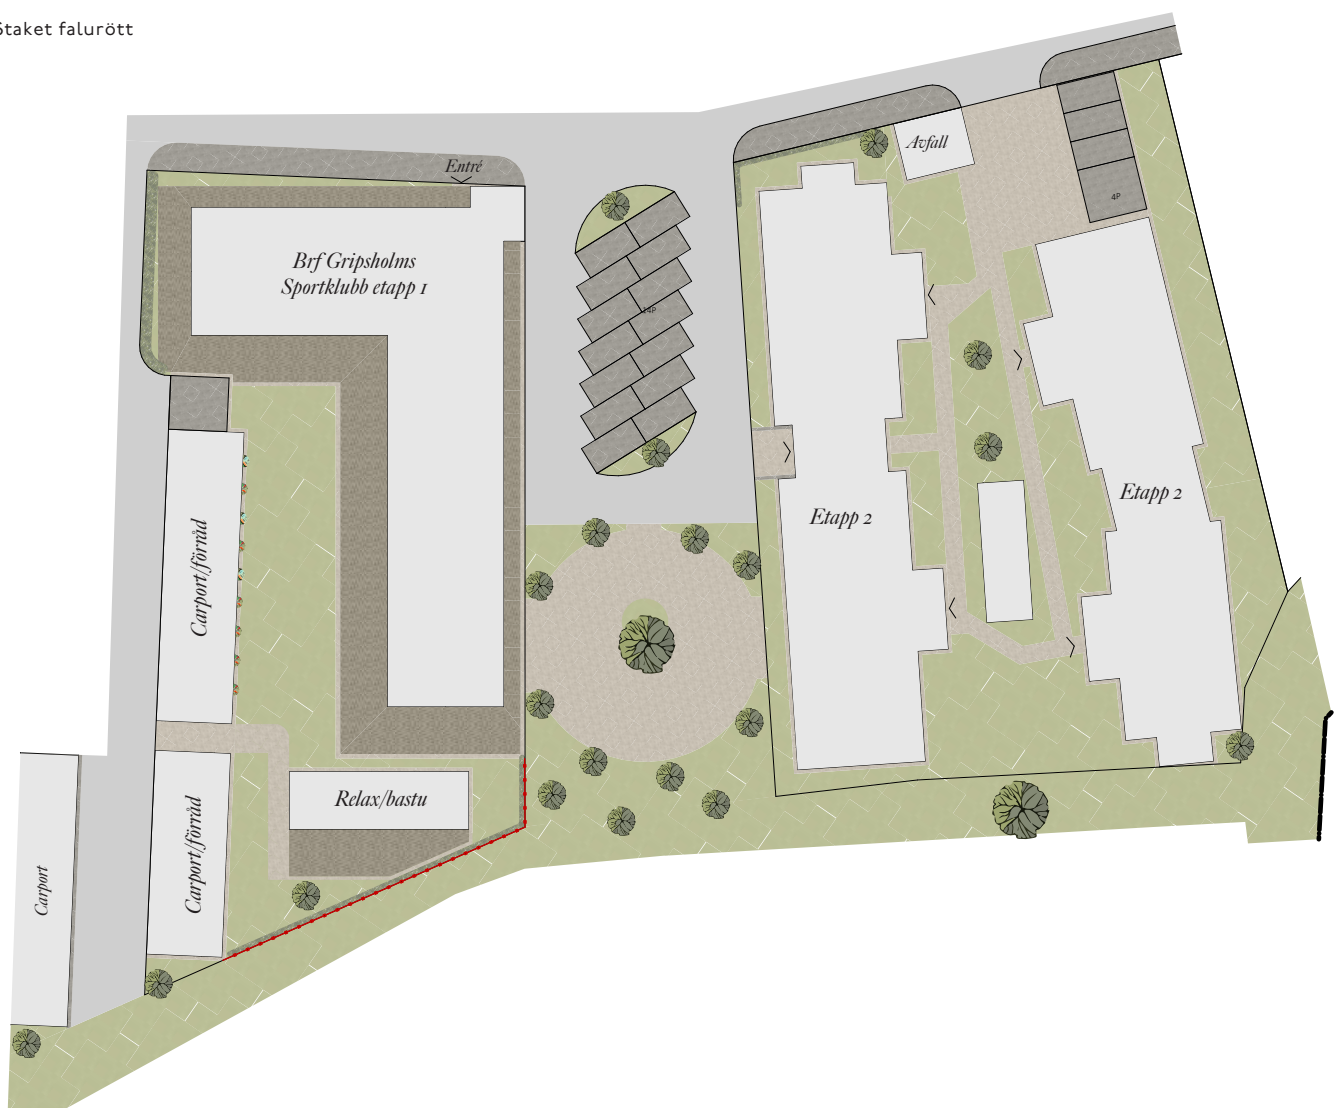 Staket falurött
Entré
Avfall
4P
Brf Gripsholms
Sportklubb etapp 1
14P
Etapp 2
Etapp 2
Carport/förråd
Relax/bastu
Carport/förråd
Carport